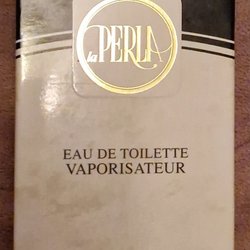 la PERLA
EAU DE TOILETTE
VAPORISATEUR